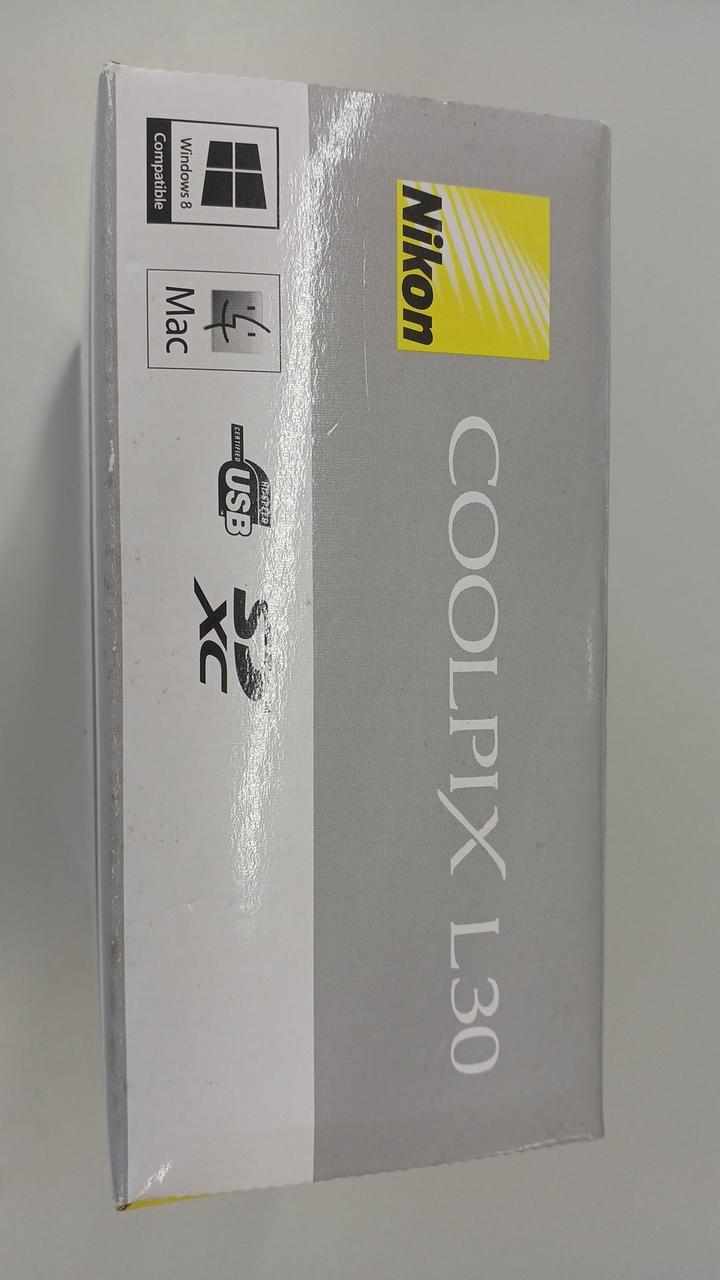 Nikon
COOLPIX L30
Windows 8
Compatible
Mac
CERTIFIED
HI-SPEED
USB
SD
XC